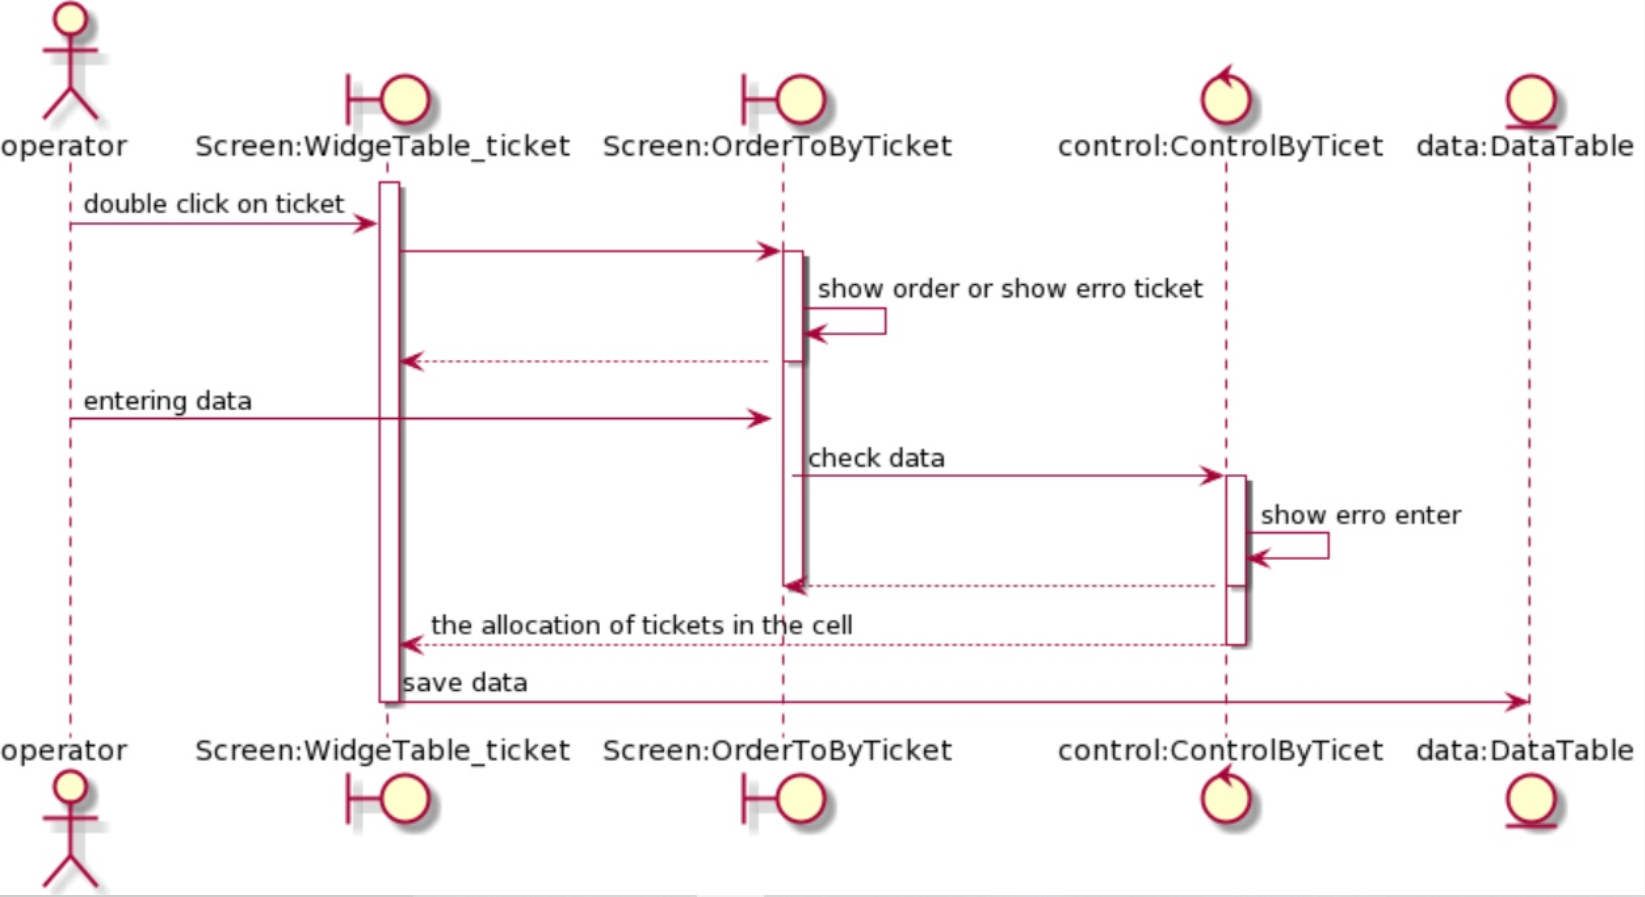 operator
Screen:WidgeTable_ticket
Screen:OrderToByTicket
control:ControlByTicet
data:DataTable
double click on ticket
show order or show erro ticket
entering data
check data
show erro enter
the allocation of tickets in the cell
save data
operator
Screen:WidgeTable_ticket
Screen:OrderToByTicket
control:ControlByTicet
data:DataTable